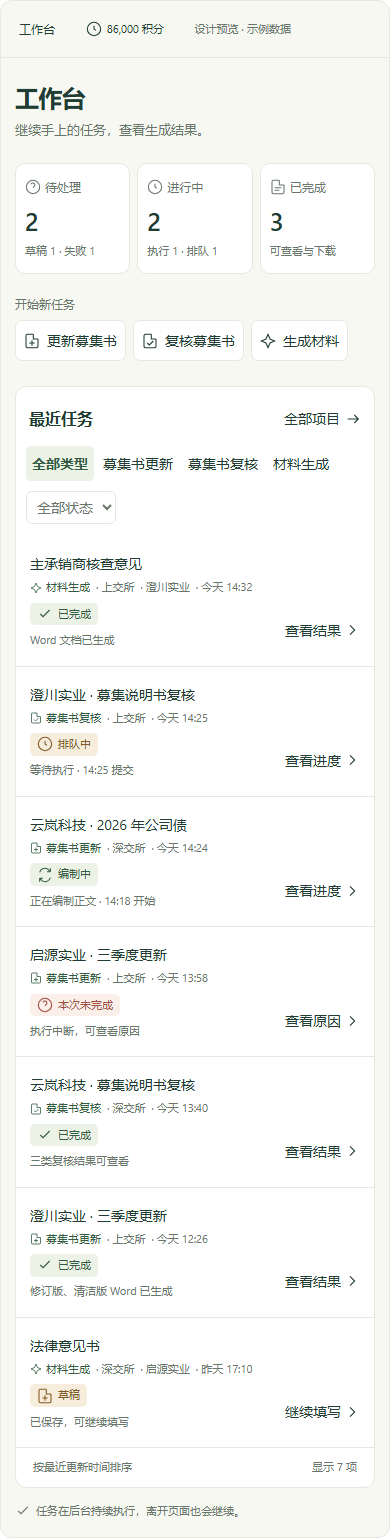 工作台 86,000 积分 设计预览 · 示例数据
工作台
继续手上的任务，查看生成结果。
待处理 进行中 已完成
2 2 3
草稿 1 · 失败 1 执行 1 · 排队 1 可查看与下载
开始新任务
更新募集书 复核募集书 生成材料
最近任务 全部项目
全部类型 募集书更新 募集书复核 材料生成
全部状态
主承销商核查意见
材料生成 · 上交所 · 澄川实业 · 今天 14:32
已完成
查看结果
Word 文档已生成
澄川实业 · 募集说明书复核
募集书复核 · 上交所 · 今天 14:25
排队中
查看进度
等待执行 · 14:25 提交
云岚科技 · 2026 年公司债
募集书更新 · 深交所 · 今天 14:24
编制中
查看进度
正在编制正文 · 14:18 开始
启源实业 · 三季度更新
募集书更新 · 上交所 · 今天 13:58
本次未完成
查看原因
执行中断，可查看原因
云岚科技 · 募集说明书复核
募集书复核 · 深交所 · 今天 13:40
已完成
查看结果
三类复核结果可查看
澄川实业 · 三季度更新
募集书更新 · 上交所 · 今天 12:26
已完成
查看结果
修订版、清洁版 Word 已生成
法律意见书
材料生成 · 深交所 · 启源实业 · 昨天 17:10
草稿
继续填写
已保存，可继续填写
按最近更新时间排序 显示 7 项
任务在后台持续执行，离开页面也会继续。